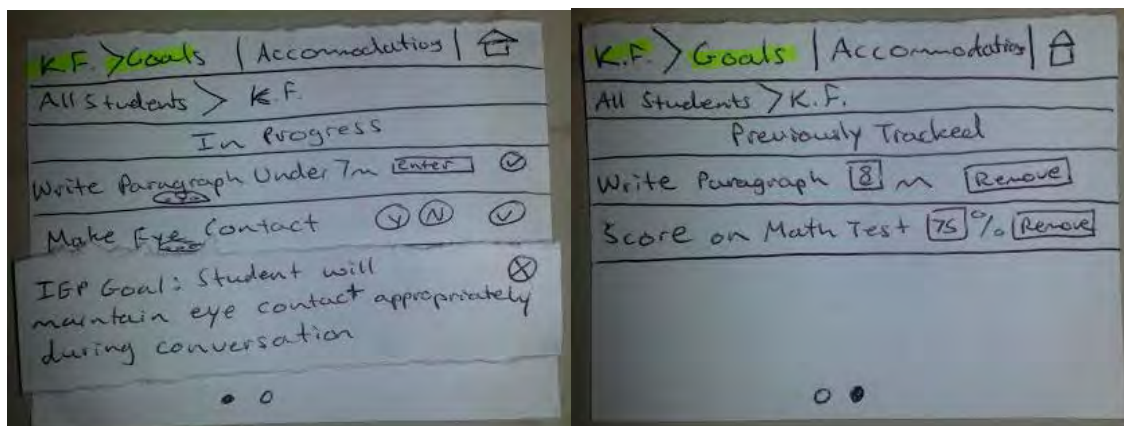 K.F. > Goals | Accommodation |
All Students > K.F.
In Progress
Write Paragraph Under 7m Enter
Make Eye Contact Y N
IEP Goal: Student will
maintain eye contact appropriately
during conversation
K.F. > Goals | Accommodation |
All Students > K.F.
Previously Tracked
Write Paragraph 8 m Remove
Score on Math Test 75 % Remove